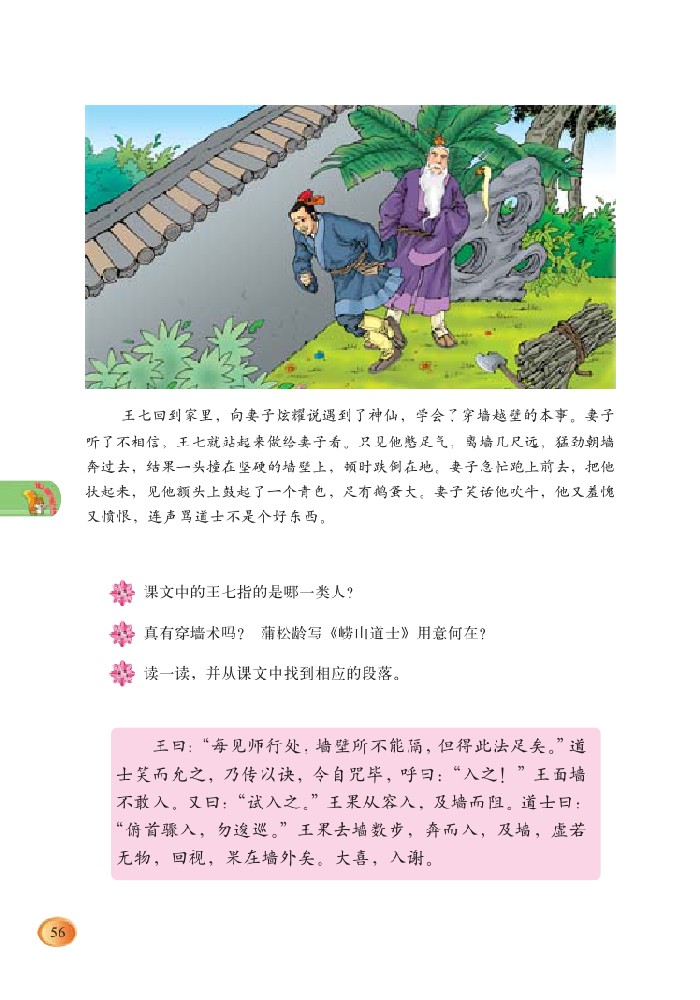 王七回到家里，向妻子炫耀说遇到了神仙，学会了穿墙越壁的本事。妻子
听了不相信。王七就站起来做给妻子看。只见他憋足气，离墙几尺远，猛劲朝墙
奔过去，结果一头撞在坚硬的墙壁上，顿时跌倒在地。妻子急忙跑上前去，把他
扶起来，见他额头上鼓起了一个青包，足有鹅蛋大。妻子笑话他吹牛，他又羞愧
又愤恨，连声骂道士不是个好东西。
课文中的王七指的是哪一类人？
真有穿墙术吗？ 蒲松龄写《崂山道士》用意何在？
读一读，并从课文中找到相应的段落。
王曰：“每见师行处，墙壁所不能隔，但得此法足矣。”道
士笑而允之，乃传以诀，令自咒毕，呼曰：“入之！”王面墙
不敢入。又曰：“试入之。”王果从容入，及墙而阻。道士曰：
“俯首骤入，勿逡巡。”王果去墙数步，奔而入，及墙，虚若
无物，回视，果在墙外矣。大喜，入谢。
56